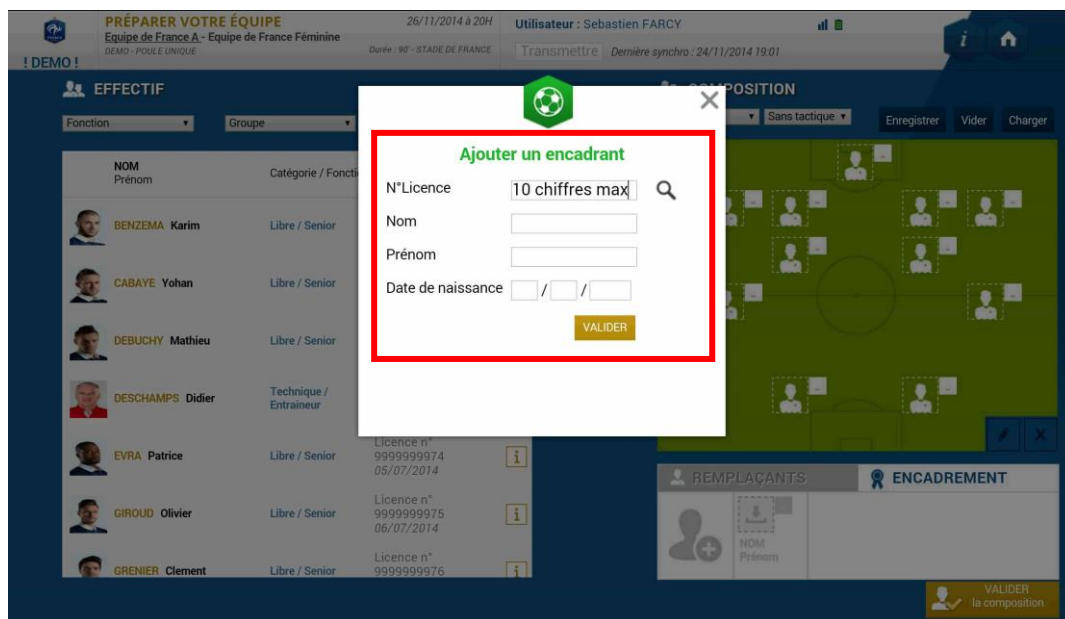 PRÉPARER VOTRE ÉQUIPE
Equipe de France A - Equipe de France Féminine
DEMO - POULE UNIQUE
! DEMO !
26/11/2014 à 20H
Durée : 90' - STADE DE FRANCE
Utilisateur : Sebastien FARCY
Transmettre Dernière synchro : 24/11/2014 19:01
i
EFFECTIF
Fonction
Groupe
NOM
Prénom
Catégorie / Foncti
BENZEMA Karim
Libre / Senior
CABAYE Yohan
Libre / Senior
DEBUCHY Mathieu
Libre / Senior
DESCHAMPS Didier
Technique /
Entraineur
EVRA Patrice
Libre / Senior
Licence n°
9999999974
05/07/2014
i
GIROUD Olivier
Libre / Senior
Licence n°
9999999975
06/07/2014
i
GRENIER Clement
Libre / Senior
Licence n°
9999999976
i
Ajouter un encadrant
N°Licence
10 chiffres max
Nom
Prénom
Date de naissance / /
VALIDER
POSITION
Sans tactique
Enregistrer Vider Charger
REMPLAÇANTS
ENCADREMENT
NOM
Prénom
VALIDER
la composition